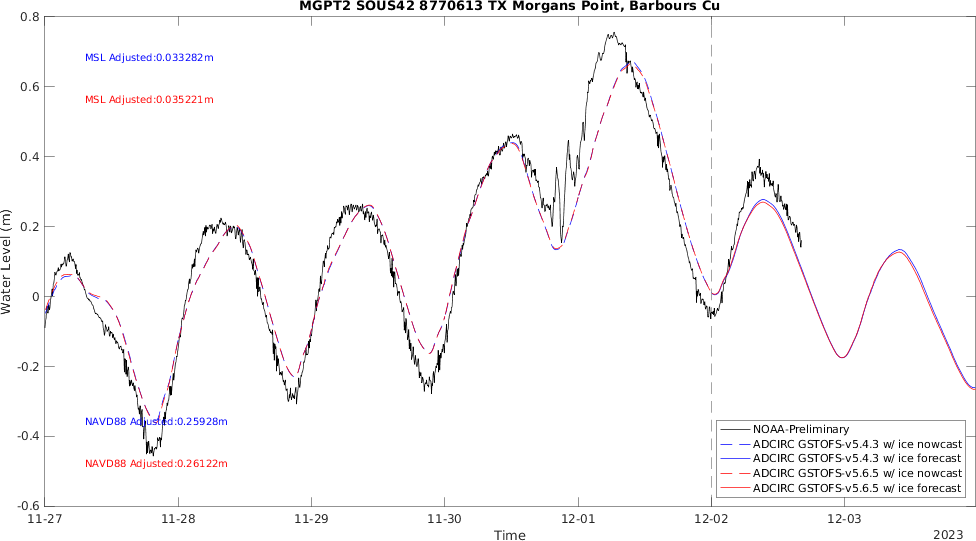 MGPT2 SOUS42 8770613 TX Morgans Point, Barbours Cu
0.8
0.6
0.4
0.2
0
-0.2
-0.4
-0.6
Water Level (m)
MSL Adjusted:0.033282m
MSL Adjusted:0.035221m
NAVD88 Adjusted:0.25928m
NAVD88 Adjusted:0.26122m
NOAA-Preliminary
ADCIRC GSTOFS-v5.4.3 w/ ice nowcast
ADCIRC GSTOFS-v5.4.3 w/ ice forecast
ADCIRC GSTOFS-v5.6.5 w/ ice nowcast
ADCIRC GSTOFS-v5.6.5 w/ ice forecast
11-27 11-28 11-29 11-30 12-01 12-02 12-03
Time
2023